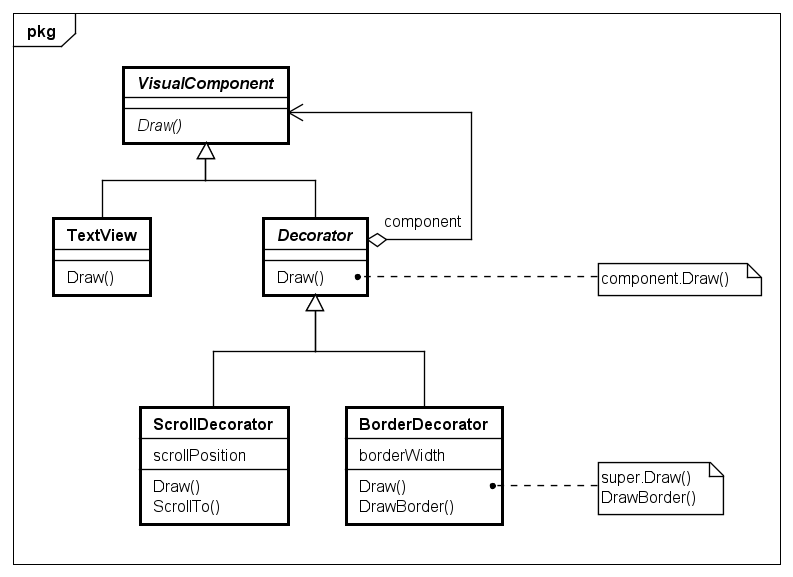 pkg
VisualComponent
Draw()
component
TextView
Draw()
Decorator
Draw()
component.Draw()
ScrollDecorator
scrollPosition
Draw()
ScrollTo()
BorderDecorator
borderWidth
Draw()
DrawBorder()
super.Draw()
DrawBorder()